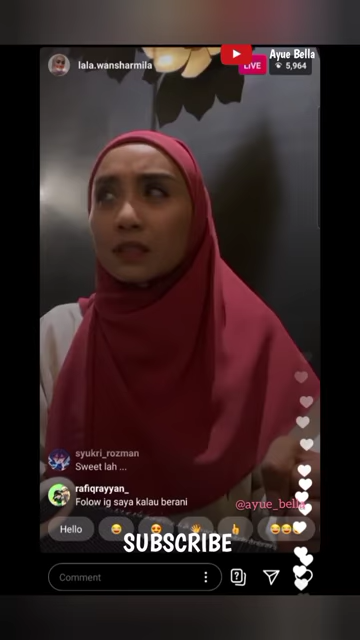 Ayue Bella
lala.wansharmila
LIVE
5,964
syukri_rozman
Sweet lah ...
rafiqrayyan_
Folow ig saya kalau berani
@ayue_bella
Hello
SUBSCRIBE
Comment